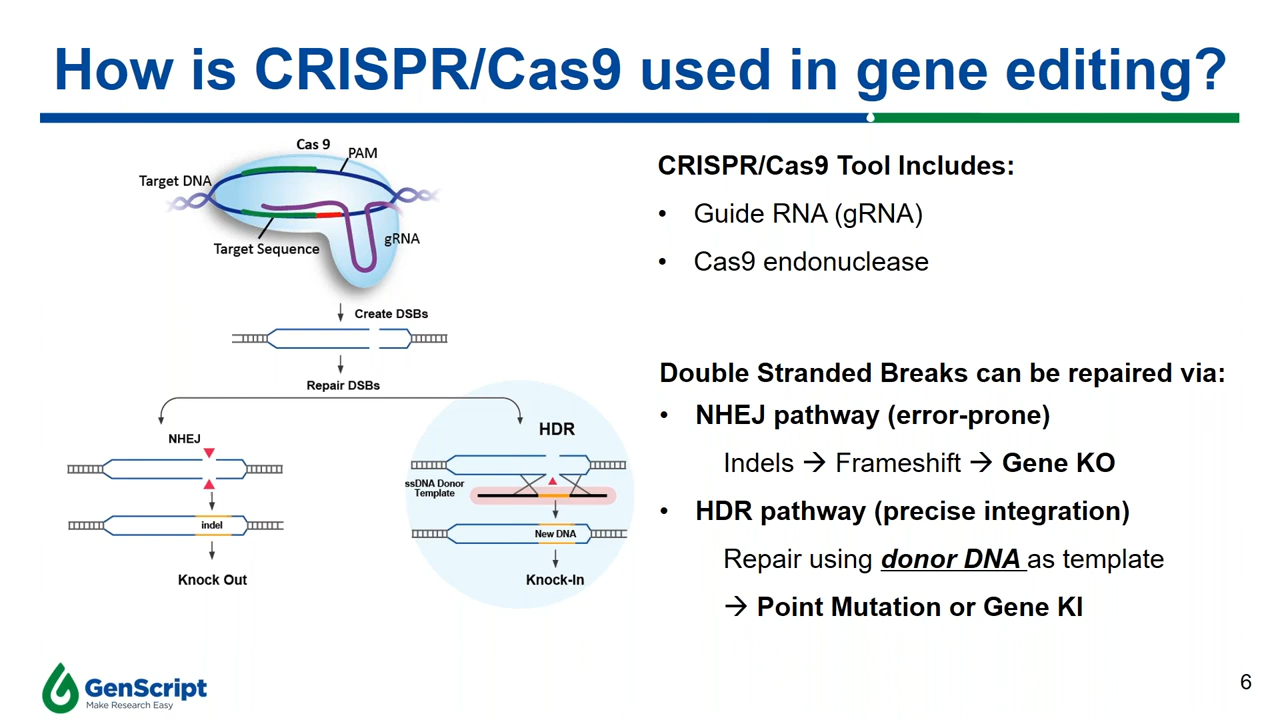 How is CRISPR/Cas9 used in gene editing?
Cas 9
PAM
Target DNA
gRNA
Target Sequence
Create DSBs
Repair DSBs
NHEJ
indel
Knock Out
HDR
ssDNA Donor
Template
New DNA
Knock-In
CRISPR/Cas9 Tool Includes:
• Guide RNA (gRNA)
• Cas9 endonuclease
Double Stranded Breaks can be repaired via:
• NHEJ pathway (error-prone)
Indels → Frameshift → Gene KO
• HDR pathway (precise integration)
Repair using donor DNA as template
→ Point Mutation or Gene KI
GenScript
Make Research Easy
6